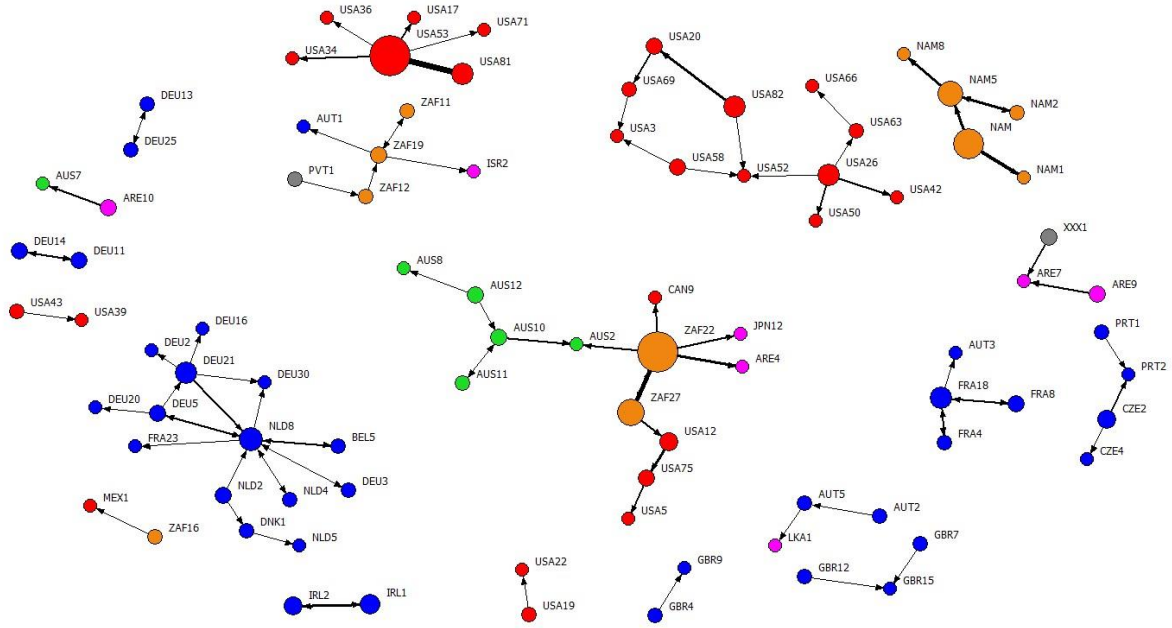 USA36
USA17
USA53
USA71
USA34
USA81
USA20
USA69
USA82
USA66
USA3
USA63
USA58
USA52
USA26
USA42
USA50
NAM8
NAM5
NAM2
NAM
NAM1
DEU13
DEU25
AUT1
ZAF11
ZAF19
ISR2
PVT1
ZAF12
AUS7
ARE10
DEU14
DEU11
USA43
USA39
XXX1
ARE7
ARE9
AUS8
AUS12
AUS10
AUS2
AUS11
CAN9
ZAF22
JPN12
ARE4
ZAF27
USA12
USA75
USA5
PRT1
PRT2
CZE2
CZE4
AUT3
FRA18
FRA8
FRA4
DEU16
DEU2
DEU21
DEU30
DEU20
DEU5
NLD8
FRA23
BEL5
NLD2
NLD4
DEU3
DNK1
NLD5
MEX1
ZAF16
AUT5
AUT2
LKA1
GBR7
GBR12
GBR15
IRL2
IRL1
USA22
USA19
GBR9
GBR4